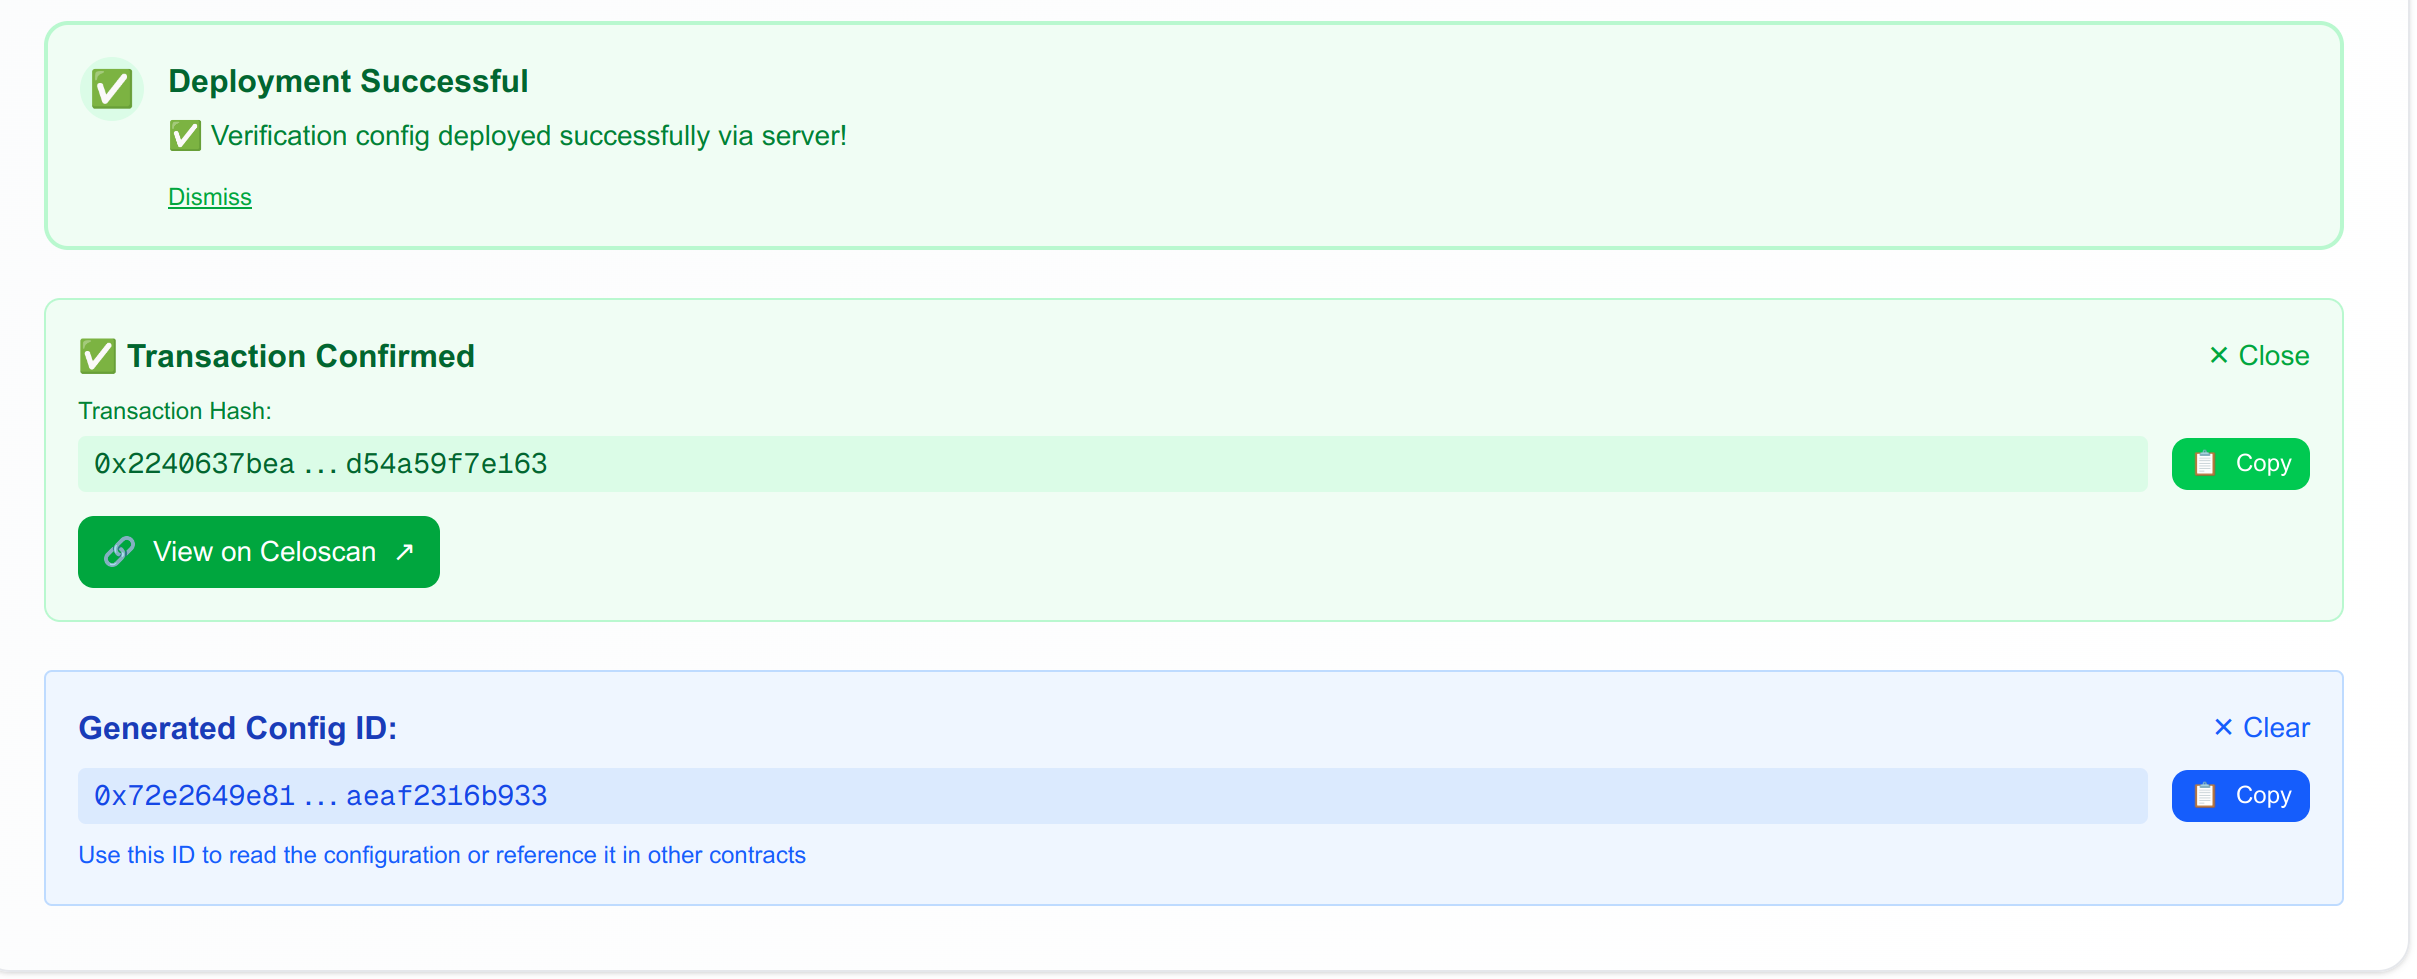 ✅
Deployment Successful
✅ Verification config deployed successfully via server!
Dismiss
✅ Transaction Confirmed
✕ Close
Transaction Hash:
0x2240637bea...d54a59f7e163
📋 Copy
🔗 View on Celoscan ↗
Generated Config ID:
✕ Clear
0x72e2649e81...aeaf2316b933
📋 Copy
Use this ID to read the configuration or reference it in other contracts